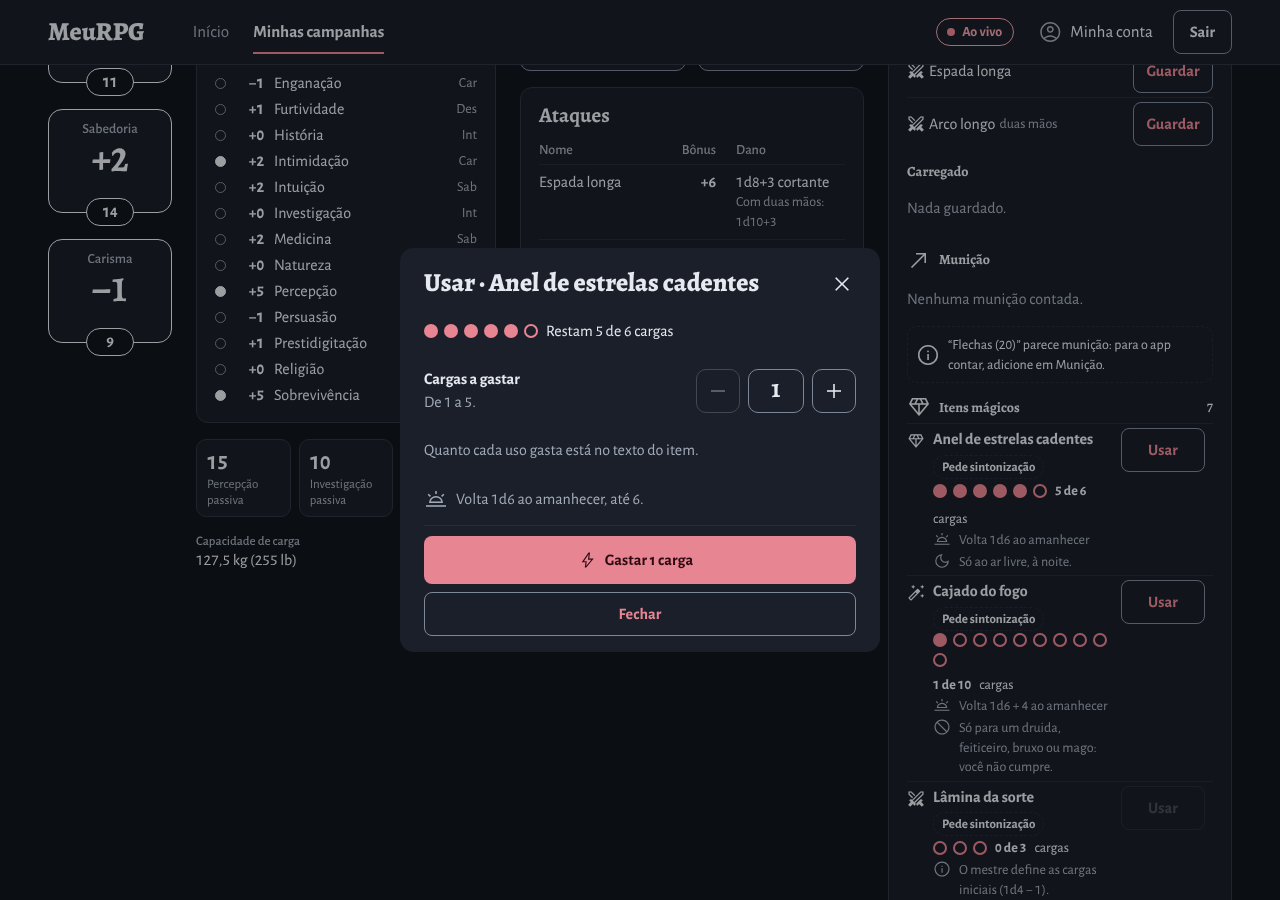 MeuRPG
Início
Minhas campanhas
Ao vivo
Minha conta
Sair
11
Sabedoria
+2
14
Carisma
−1
9
−1 Enganação Car
+1 Furtividade Des
+0 História Int
+2 Intimidação Car
+2 Intuição Sab
+0 Investigação Int
+2 Medicina Sab
+0 Natureza
+5 Percepção
−1 Persuasão
+1 Prestidigitação
+0 Religião
+5 Sobrevivência
15
Percepção
passiva
10
Investigação
passiva
Capacidade de carga
127,5 kg (255 lb)
Ataques
Nome Bônus Dano
Espada longa +6 1d8+3 cortante
Com duas mãos:
1d10+3
Usar · Anel de estrelas cadentes
Restam 5 de 6 cargas
Cargas a gastar
De 1 a 5.
1
Quanto cada uso gasta está no texto do item.
Volta 1d6 ao amanhecer, até 6.
Gastar 1 carga
Fechar
Espada longa Guardar
Arco longo duas mãos Guardar
Carregado
Nada guardado.
Munição
Nenhuma munição contada.
“Flechas (20)” parece munição: para o app
contar, adicione em Munição.
Itens mágicos 7
Anel de estrelas cadentes Usar
Pede sintonização
5 de 6
cargas
Volta 1d6 ao amanhecer
Só ao ar livre, à noite.
Cajado do fogo Usar
Pede sintonização
1 de 10 cargas
Volta 1d6 + 4 ao amanhecer
Só para um druida,
feiticeiro, bruxo ou mago:
você não cumpre.
Lâmina da sorte Usar
Pede sintonização
0 de 3 cargas
O mestre define as cargas
iniciais (1d4 − 1).